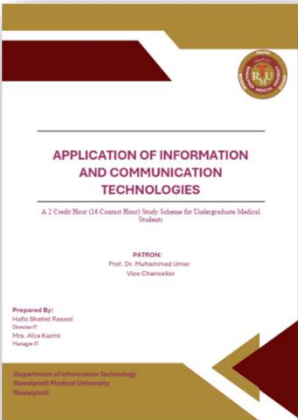 RMU
APPLICATION OF INFORMATION
AND COMMUNICATION
TECHNOLOGIES
A 2 Credit Hour (16 Contact Hour) Study Scheme for Undergraduate Medical
Students
PATRON:
Prof. Dr. Muhammad Umar
Vice Chancellor
Prepared By:
Hafiz Shahid Rasool
Director IT
Mrs. Afza Kazmi
Manager IT
Department of Information Technology
Rawalpindi Medical University
Rawalpindi